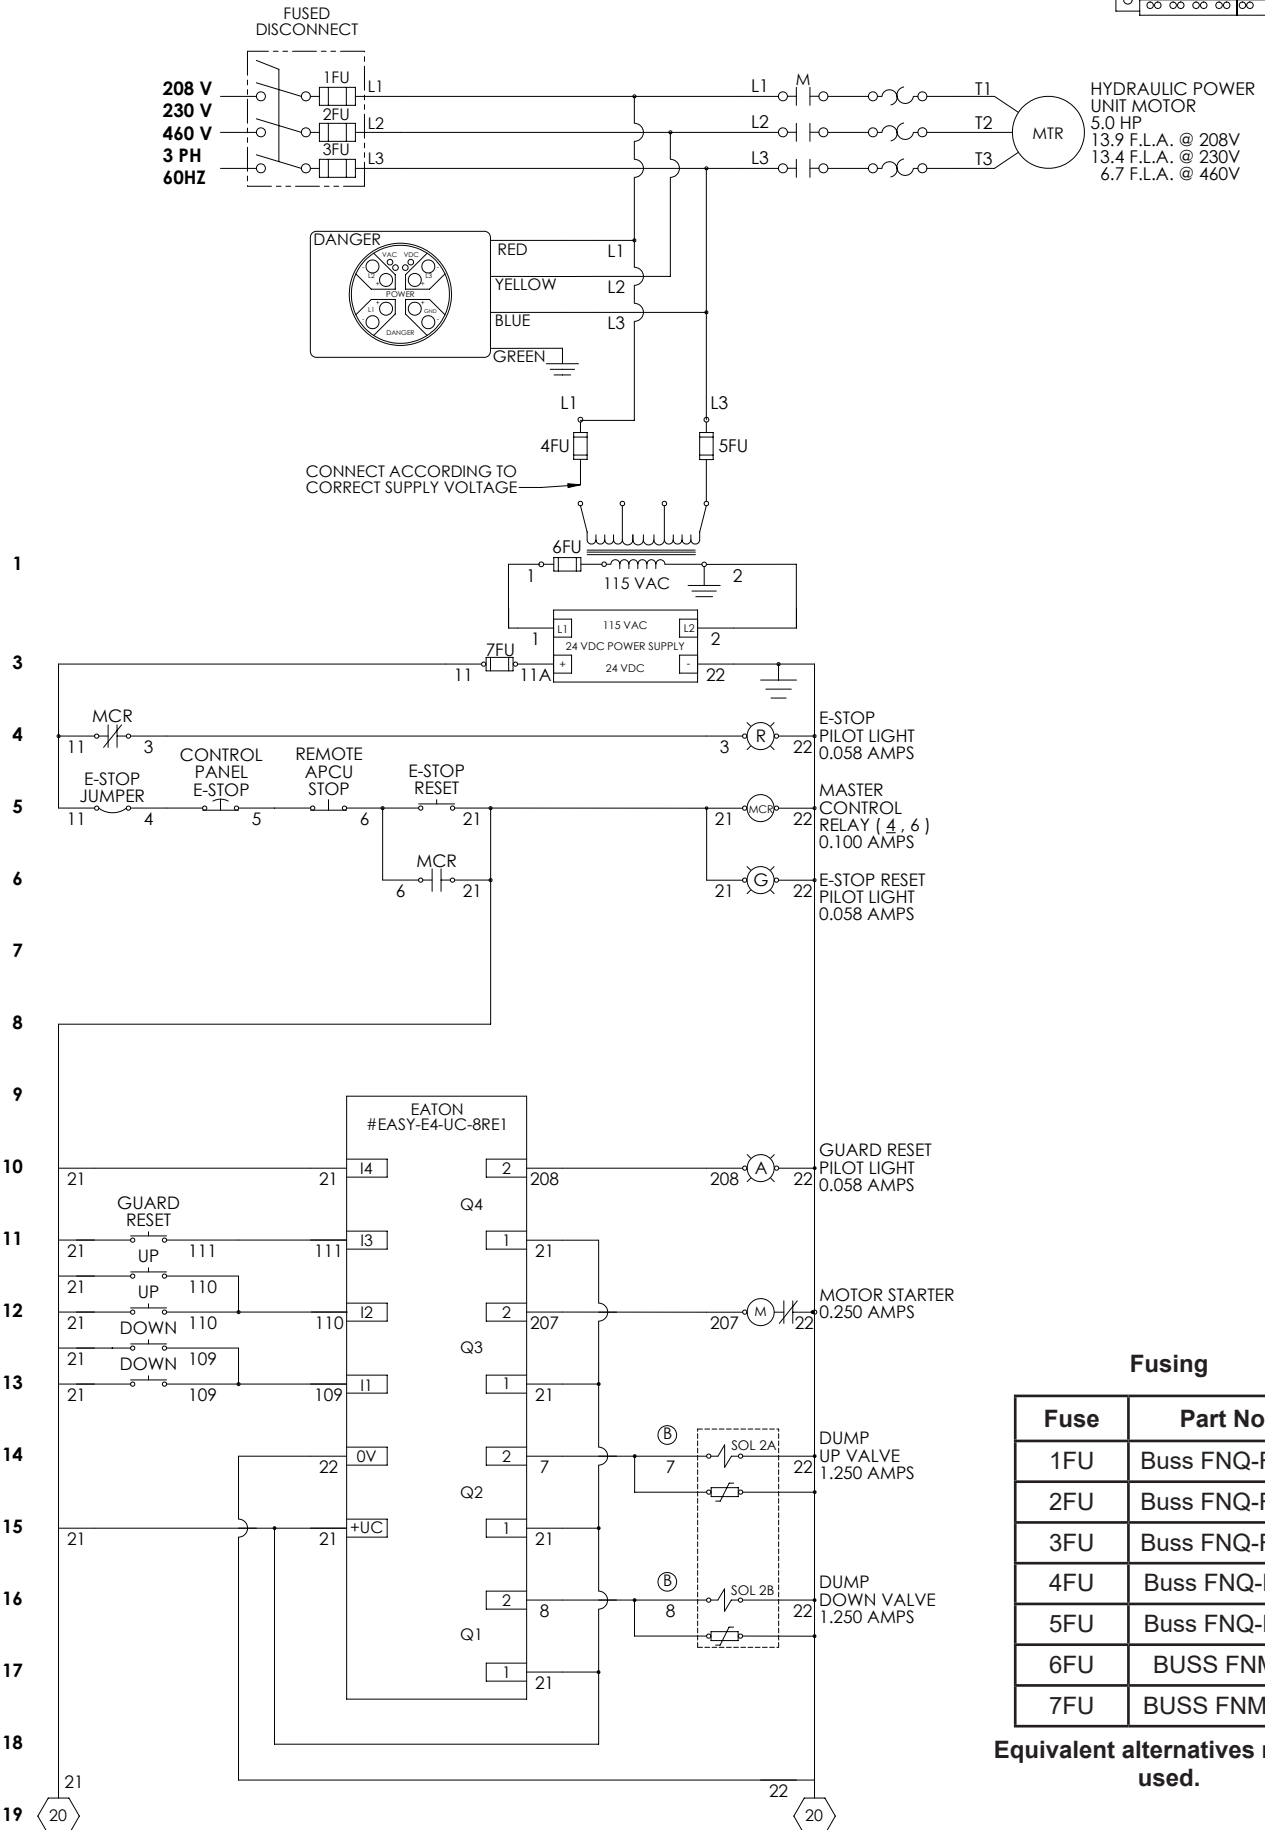 FUSED
DISCONNECT
208 V
230 V
460 V
3 PH
60HZ
1FU
L1
2FU
L2
3FU
L3
L1
M
L2
L3
T1
T2
T3
MTR
HYDRAULIC POWER
UNIT MOTOR
5.0 HP
13.9 F.L.A. @ 208V
13.4 F.L.A. @ 230V
6.7 F.L.A. @ 460V
DANGER
VAC VDC
L2
L3
POWER
L1
GND
DANGER
RED
L1
YELLOW
L2
BLUE
L3
GREEN
L1
L3
4FU
5FU
CONNECT ACCORDING TO
CORRECT SUPPLY VOLTAGE
1
6FU
1
115 VAC
2
1
L1
115 VAC
L2
2
24 VDC POWER SUPPLY
3
11
7FU
11A
+
24 VDC
-
22
4
MCR
11
3
3
R
22
E-STOP
PILOT LIGHT
0.058 AMPS
5
E-STOP
JUMPER
CONTROL
PANEL
E-STOP
REMOTE
APCU
STOP
E-STOP
RESET
11
4
5
6
21
21
MCR
22
MASTER
CONTROL
RELAY ( 4 , 6 )
0.100 AMPS
6
MCR
6
21
21
G
22
E-STOP RESET
PILOT LIGHT
0.058 AMPS
7
8
9
EATON
#EASY-E4-UC-8RE1
10
21
21
I4
2
208
208
A
22
GUARD RESET
PILOT LIGHT
0.058 AMPS
Q4
GUARD
RESET
11
21
111
111
I3
1
21
UP
21
110
UP
12
21
110
110
I2
2
207
207
M
22
MOTOR STARTER
0.250 AMPS
DOWN
Q3
21
109
DOWN
13
21
109
109
I1
1
21
14
22
0V
2
7
B
7
SOL 2A
22
DUMP
UP VALVE
1.250 AMPS
Q2
15
21
21
+UC
1
21
16
2
8
B
8
SOL 2B
22
DUMP
DOWN VALVE
1.250 AMPS
Q1
17
1
21
18
21
22
19
20
20
Fusing
Fuse
Part No
1FU
Buss FNQ-
2FU
Buss FNQ-
3FU
Buss FNQ-
4FU
Buss FNQ-
5FU
Buss FNQ-
6FU
BUSS
7FU
BUSS FNM
Equivalent alternatives
used.